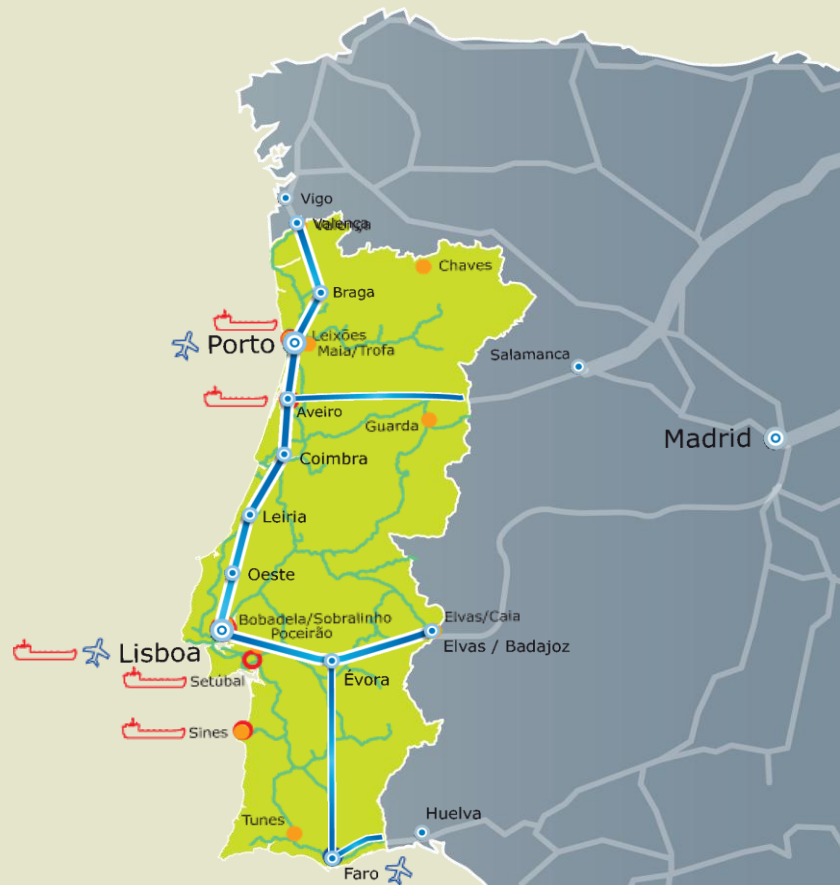 Vigo
Valença
Chaves
Braga
Leixões
Porto
Maia/Trofa
Salamanca
Aveiro
Guarda
Madrid
Coimbra
Leiria
Oeste
Bobadela/Sobralinho
Elvas/Caia
Poceirão
Lisboa
Elvas / Badajoz
Évora
Setúbal
Sines
Tunes
Huelva
Faro